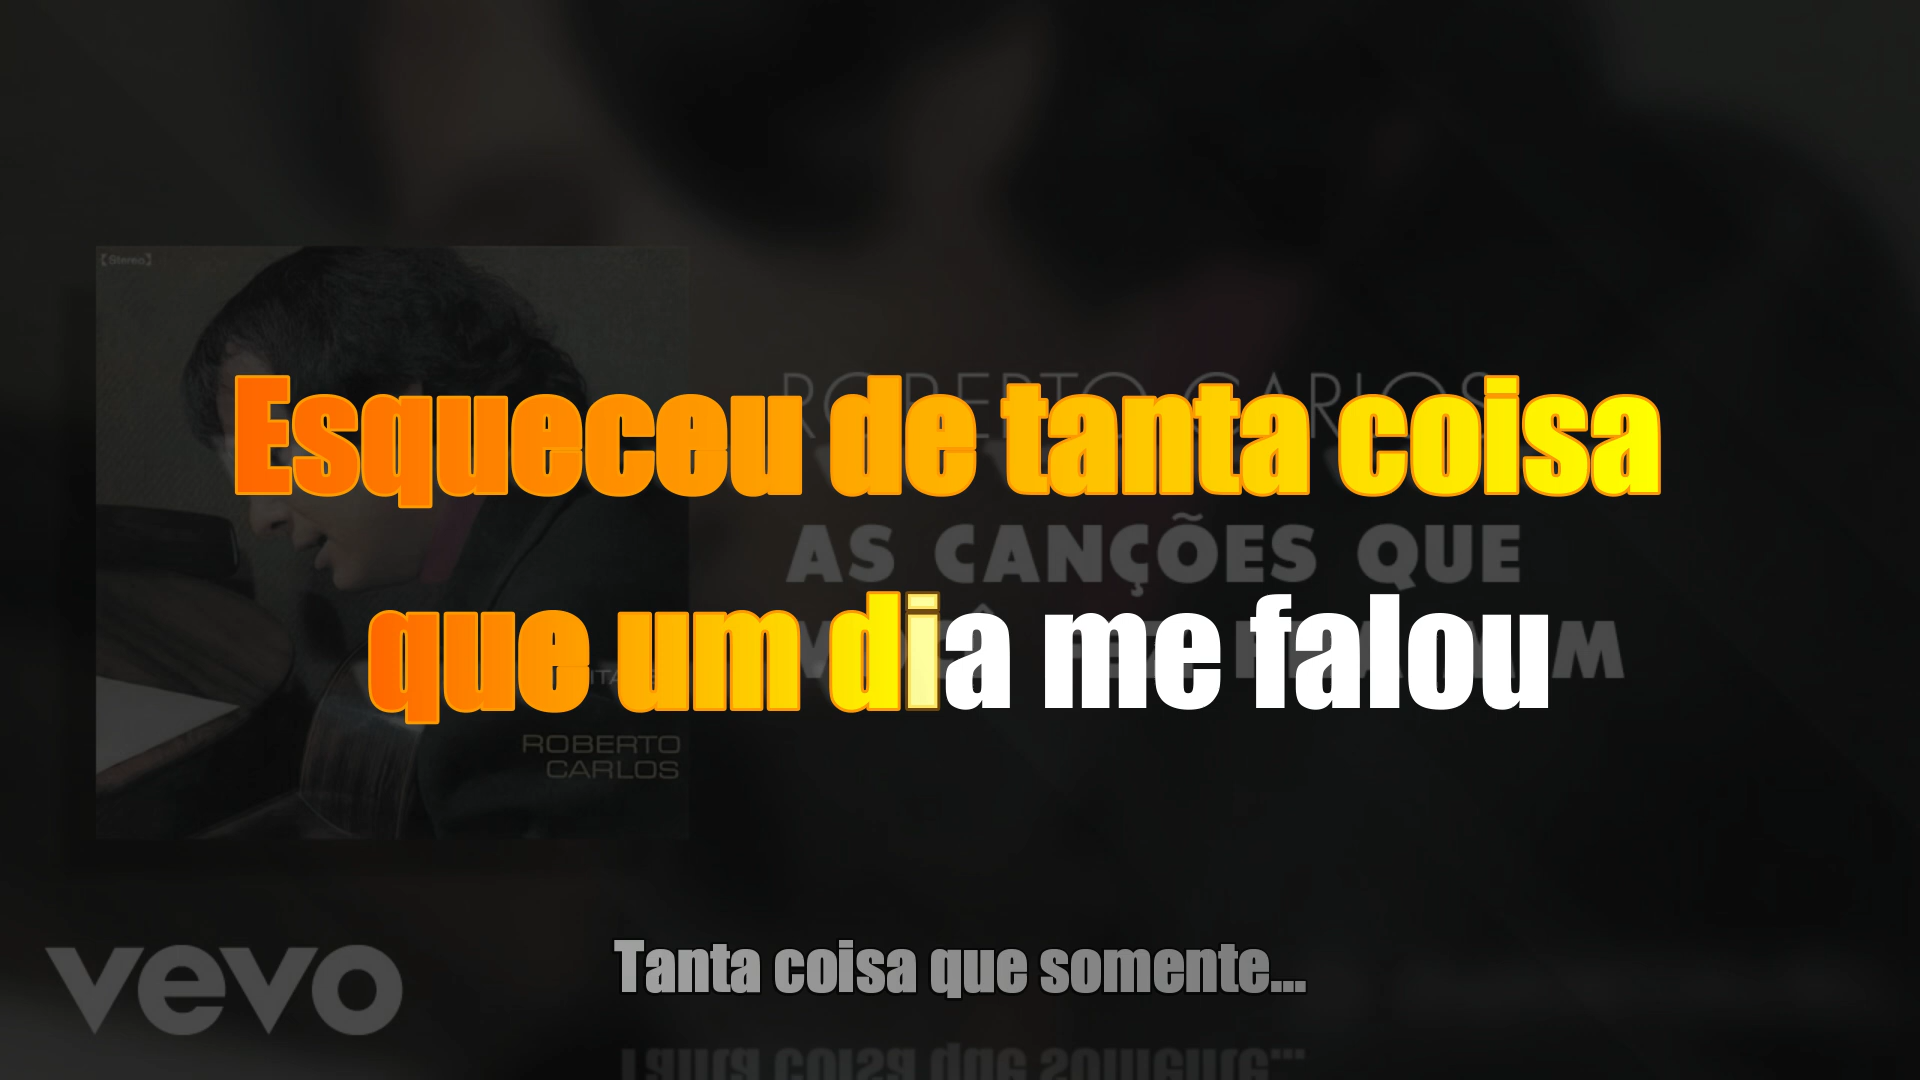 【Stereo】
ROBERTO CARLOS
Esqueceu de tanta coisa
AS CANÇÕES QUE
que um dia me falou
ROBERTO
CARLOS
vevo
Tanta coisa que somente...